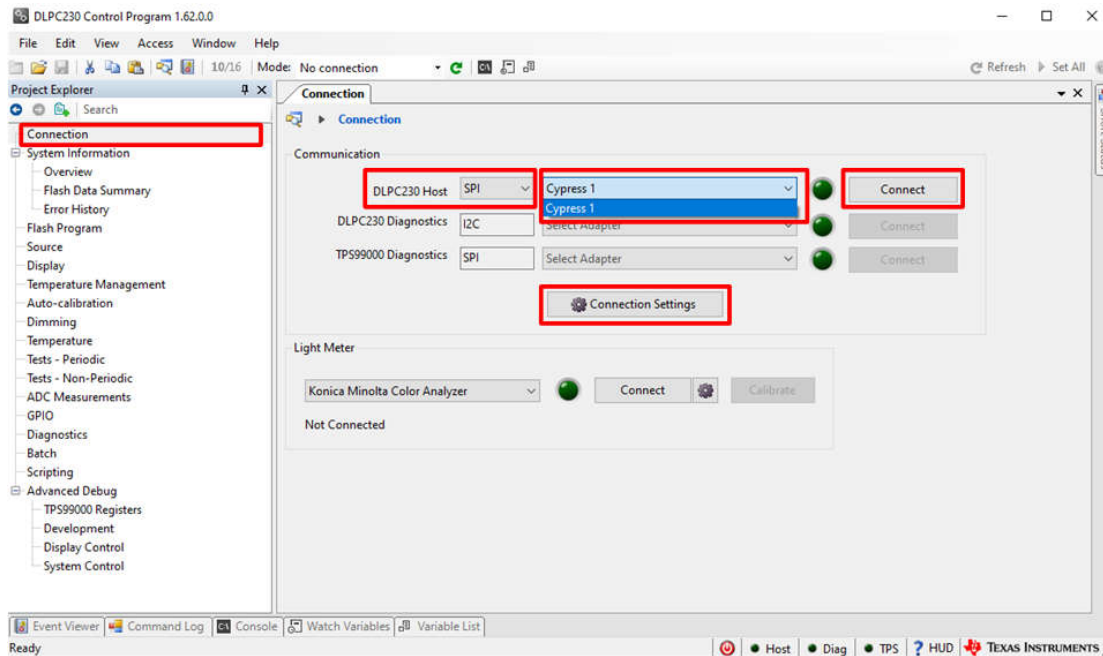 DLPC230 Control Program 1.62.0.0
File Edit View Access Window Help
10/16 Mode: No connection Refresh Set All
Project Explorer
Search
Connection
System Information
Overview
Flash Data Summary
Error History
Flash Program
Source
Display
Temperature Management
Auto-calibration
Dimming
Temperature
Tests - Periodic
Tests - Non-Periodic
ADC Measurements
GPIO
Diagnostics
Batch
Scripting
Advanced Debug
TPS99000 Registers
Development
Display Control
System Control
Connection
Connection
Communication
DLPC230 Host SPI Cypress 1 Connect
Cypress 1
DLPC230 Diagnostics I2C Select Adapter Connect
TPS99000 Diagnostics SPI Select Adapter Connect
Connection Settings
Light Meter
Konica Minolta Color Analyzer Connect Calibrate
Not Connected
Event Viewer Command Log Console Watch Variables Variable List
Ready Host Diag TPS ? HUD TEXAS INSTRUMENTS